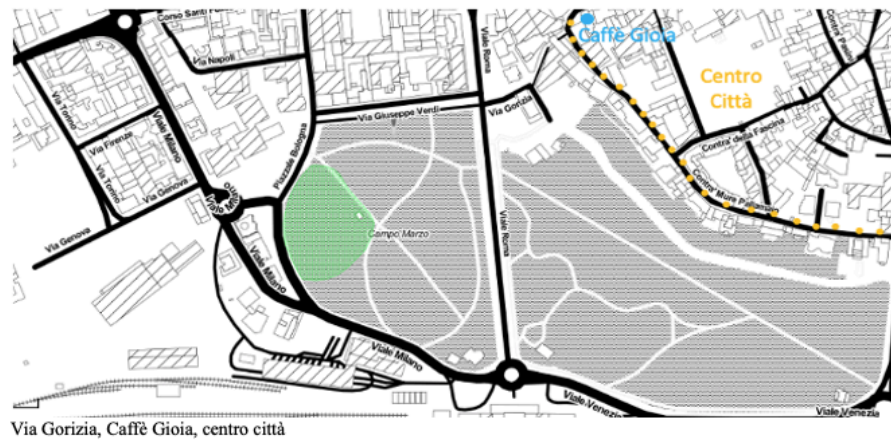 Corso Santi F
Via Napoli
Via Torino
Via Firenze
Viale Milano
Via Torino
Via Genova
Via Genova
Viale Milano
Piazzale Bologna
Via Giuseppe Verdi
Viale Roma
Via Gorizia
Caffè Gioia
Centro
Città
Contra' della Fascina
Contra' Mure Pallamaio
Campo Marzo
Viale Roma
Viale Milano
Viale Milano
Viale Venezia
Viale Venezia
Via Gorizia, Caffè Gioia, centro città